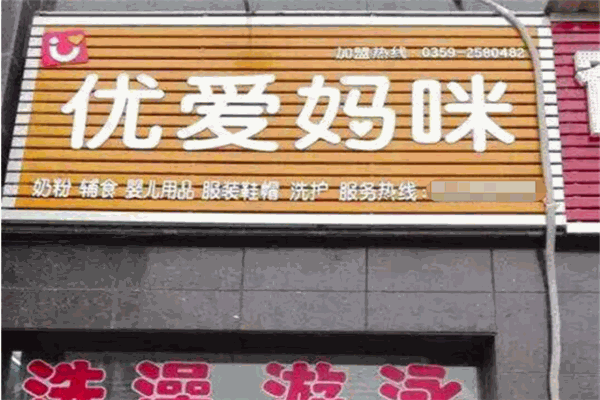 加盟热线：0359-2580482
优爱妈咪
奶粉 辅食 婴儿用品 服装鞋帽 洗护 服务热线：
洗澡 游泳